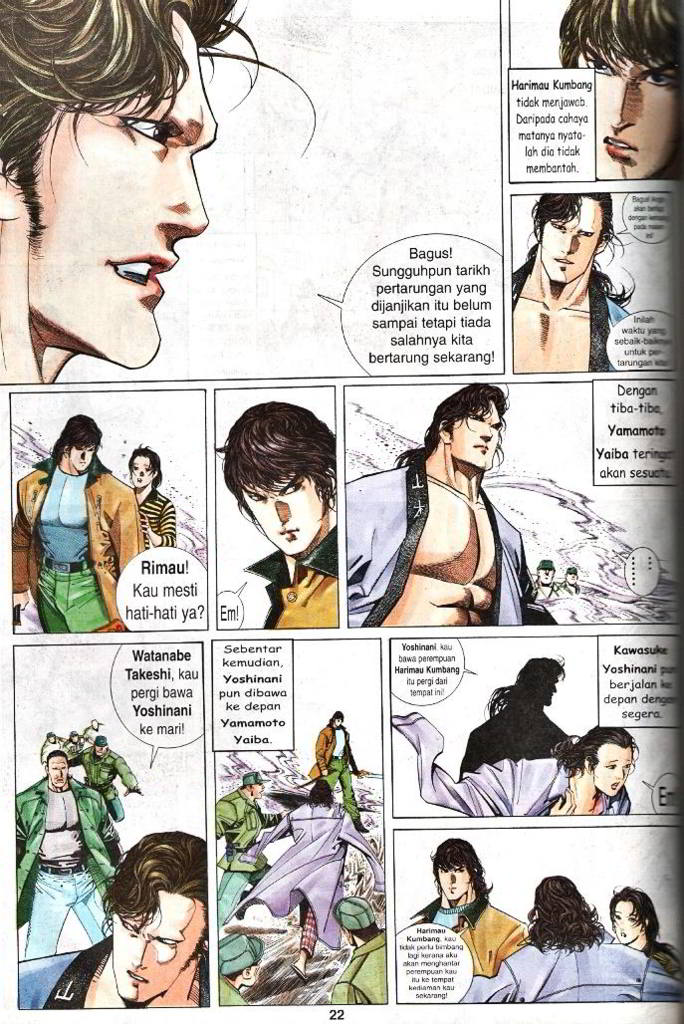 Bagus!
Sungguhpun tarikh
pertarungan yang
dijanjikan itu belum
sampai tetapi tiada
salahnya kita
bertarung sekarang!
Harimau Kumbang
tidak menjawab.
Daripada cahaya
matanya nyata-
lah dia tidak
membantah.
pada masa
ini!
Inilah
waktu yang
sebaik-baiknya
untuk per-
tarungan kita!
Rimau!
Kau mesti
hati-hati ya?
Em!
Dengan
tiba-tiba,
Yamamoto
Yaiba teringat
akan sesuatu.
Watanabe
Takeshi, kau
pergi bawa
Yoshinani
ke mari!
Sebentar
kemudian,
Yoshinani
pun dibawa
ke depan
Yamamoto
Yaiba.
Yoshinani, kau
bawa perempuan
Harimau Kumbang
itu pergi dari
tempat ini!
Kawasuke
Yoshinani pun
berjalan ke
depan dengan
segera.
Em
Harimau
Kumbang, kau
tidak perlu bimbang
lagi kerana aku
akan menghantar
perempuan kau
ke tempat
kediaman kau
sekarang!
22